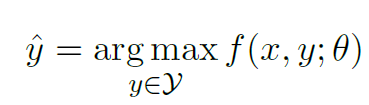 ŷ = arg max f(x, y; θ)
y∈𝒴